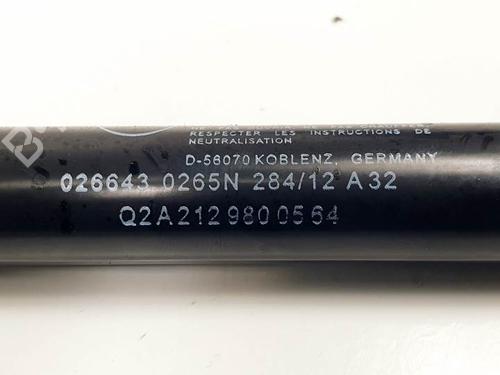 RESPECTER LES INSTRUCTIONS DE
NEUTRALISATION
D-56070 KOBLENZ, GERMANY
026643 0265N 284/12 A32
Q2A2129800564